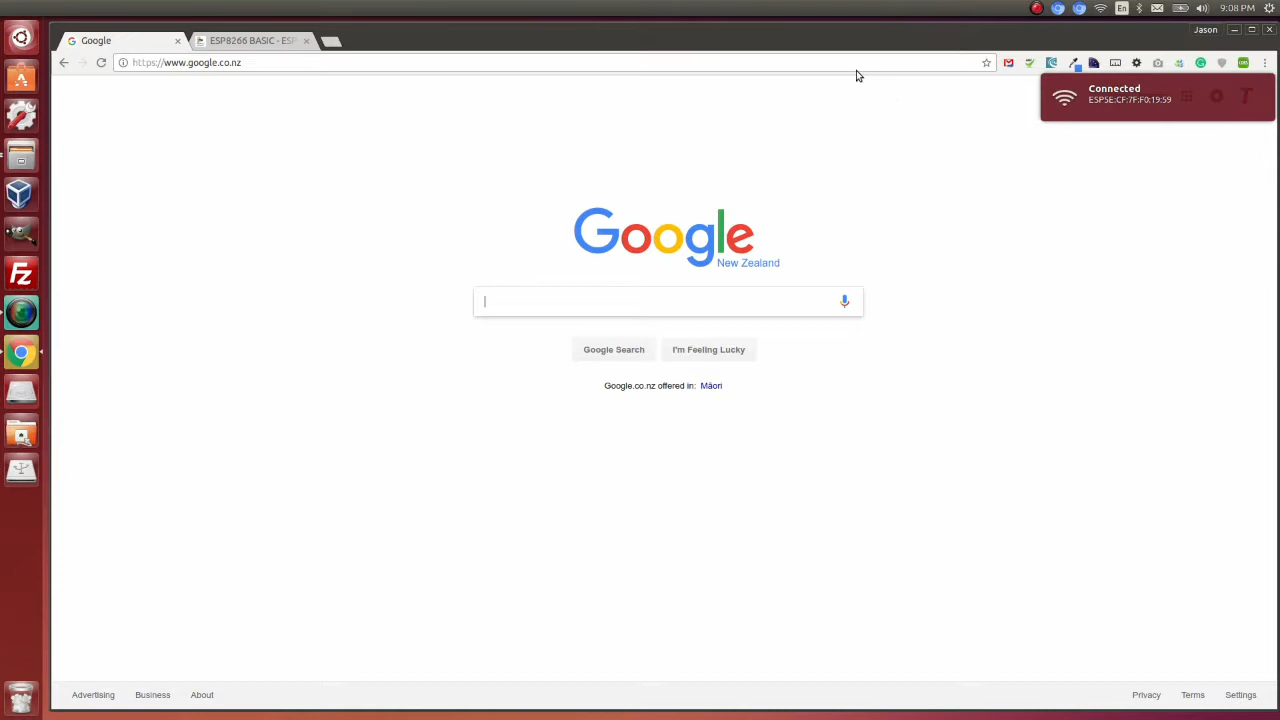 En
9:08 PM
Google
ESP8266 BASIC - ESP
Jason
https://www.google.co.nz
Connected
ESP5E:CF:7F:F0:19:59
Google
New Zealand
Google Search
I'm Feeling Lucky
Google.co.nz offered in: Māori
Advertising
Business
About
Privacy
Terms
Settings